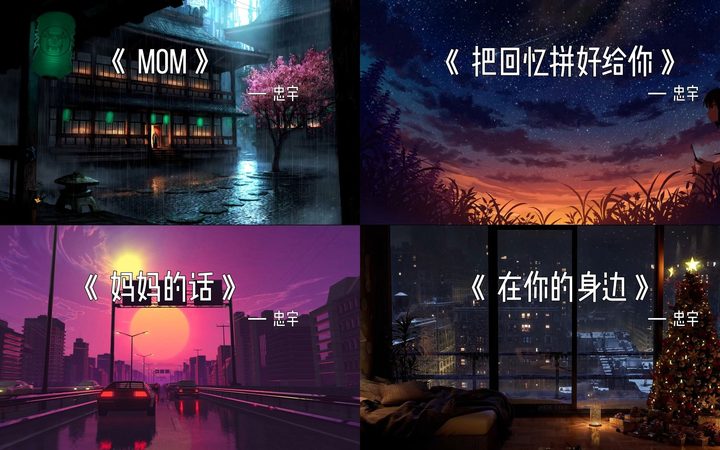 《 MOM 》
— 忠宇
《 把回忆拼好给你 》
— 忠宇
《 妈妈的话 》
— 忠宇
《 在你的身边 》
— 忠宇